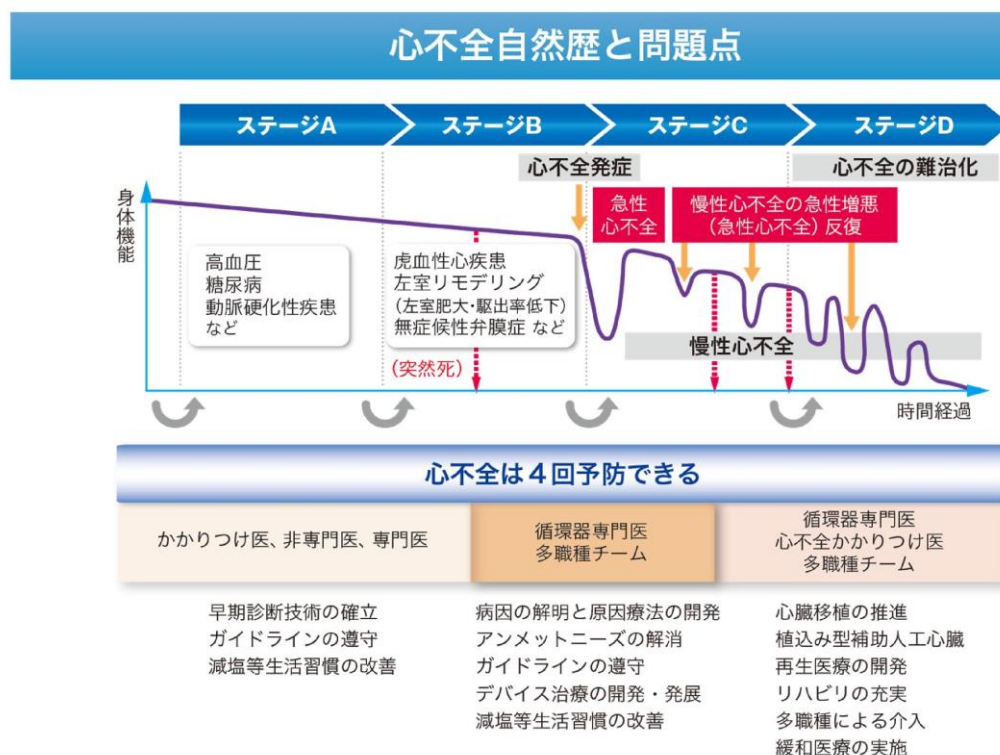 心不全自然歴と問題点
ステージA
ステージB
ステージC
ステージD
心不全発症
心不全の難治化
身体機能
急性
心不全
慢性心不全の急性増悪
(急性心不全)反復
高血圧
糖尿病
動脈硬化性疾患
など
虚血性心疾患
左室リモデリング
(左室肥大・駆出率低下)
無症候性弁膜症 など
慢性心不全
(突然死)
時間経過
心不全は4回予防できる
かかりつけ医、非専門医、専門医
循環器専門医
多職種チーム
循環器専門医
心不全かかりつけ医
多職種チーム
早期診断技術の確立
ガイドラインの遵守
減塩等生活習慣の改善
病因の解明と原因療法の開発
アンメットニーズの解消
ガイドラインの遵守
デバイス治療の開発・発展
減塩等生活習慣の改善
心臓移植の推進
植込み型補助人工心臓
再生医療の開発
リハビリの充実
多職種による介入
緩和医療の実施